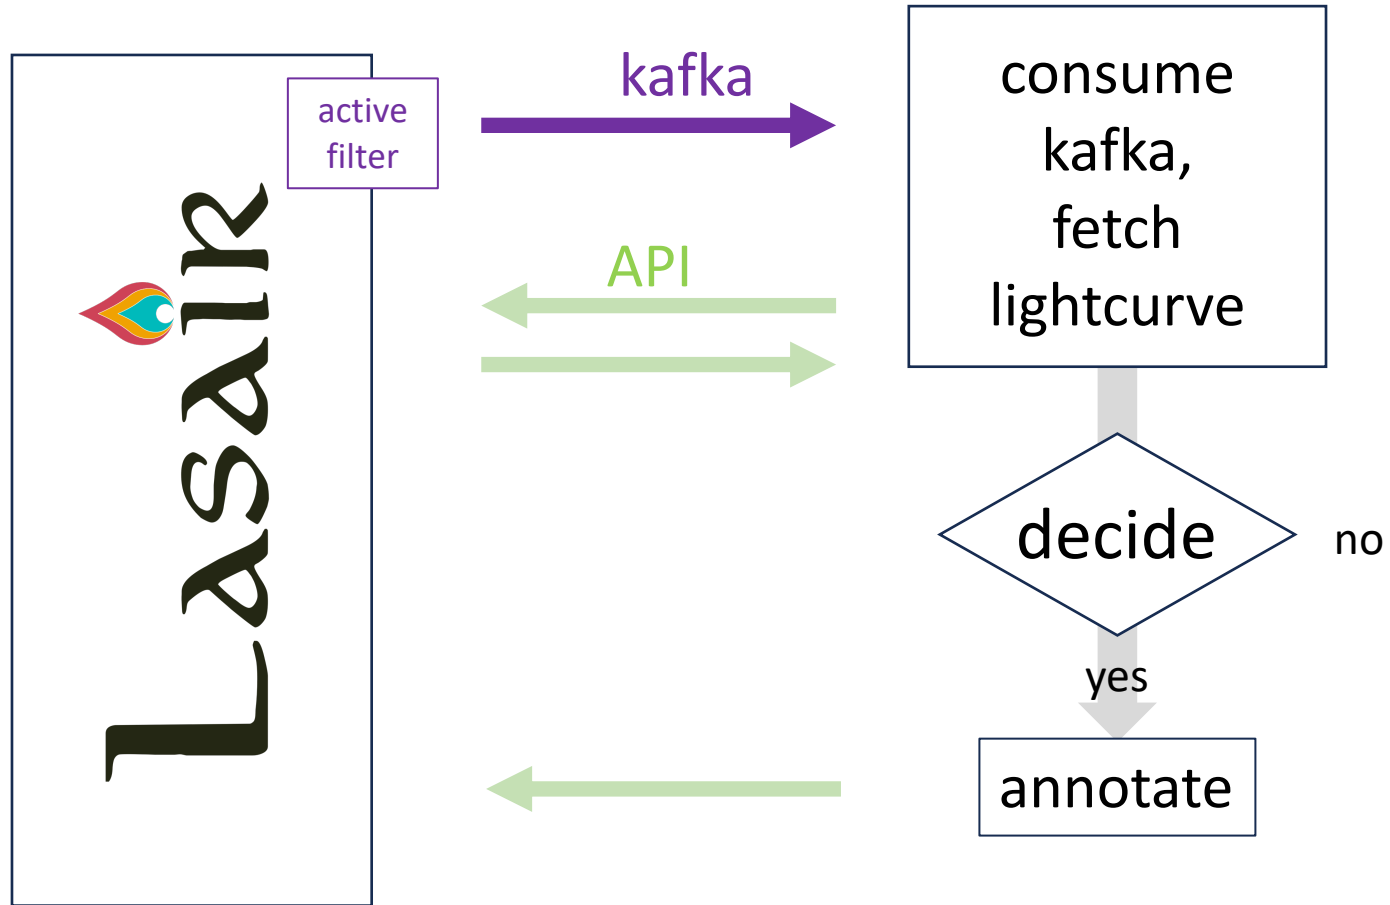 Lasair
active
filter
kafka
API
consume
kafka,
fetch
lightcurve
decide
no
yes
annotate